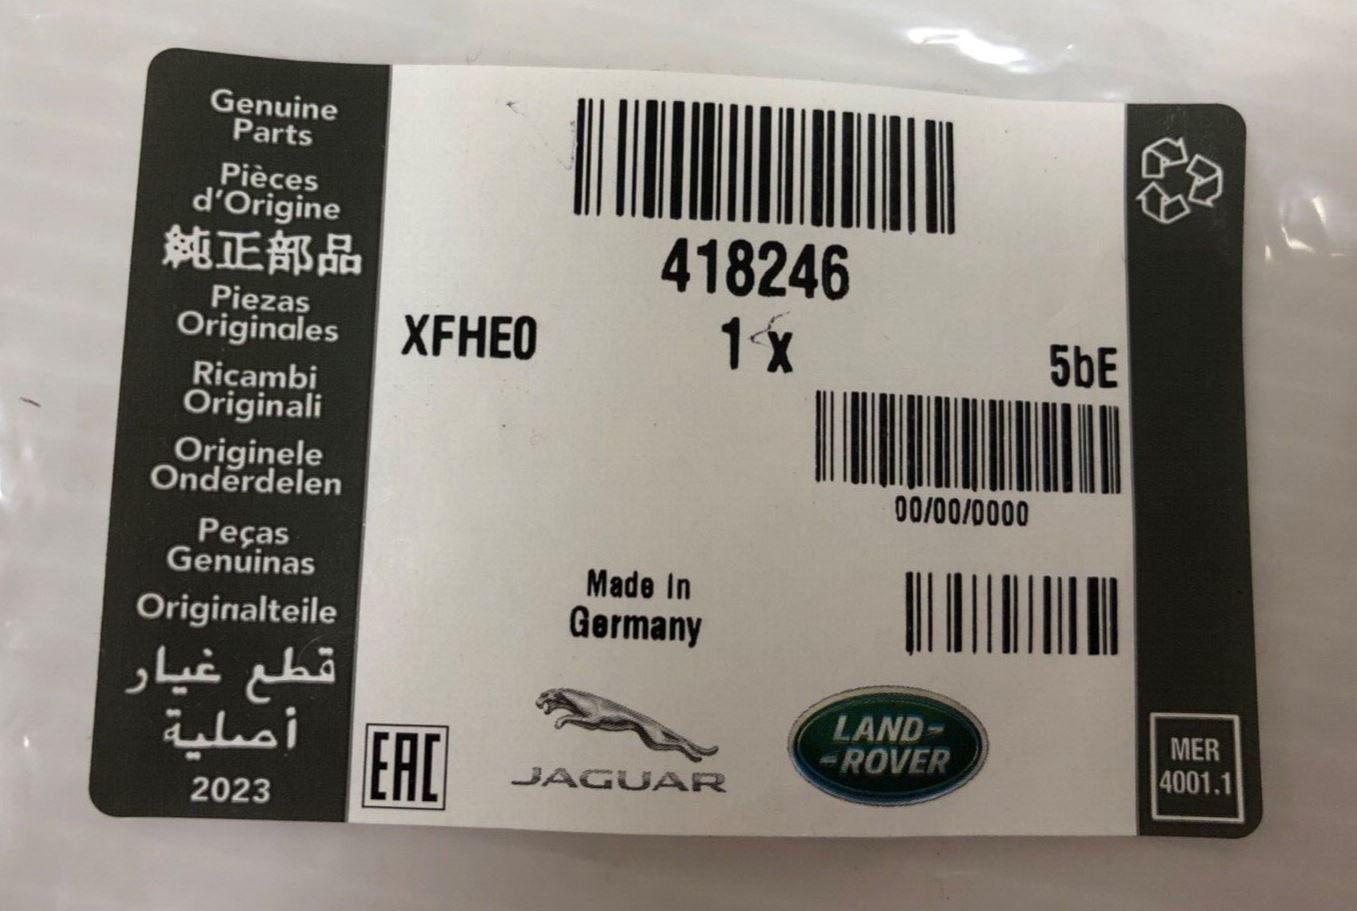 Genuine
Parts
Pièces
d'Origine
純正部品
Piezas
Originales
Ricambi
Originali
Originele
Onderdelen
Peças
Genuinas
Originalteile
قطع غيار
أصلية
2023
418246
XFHE0
1 x
5bE
00/00/0000
Made In
Germany
EAC
JAGUAR
LAND-
-ROVER
MER
4001.1